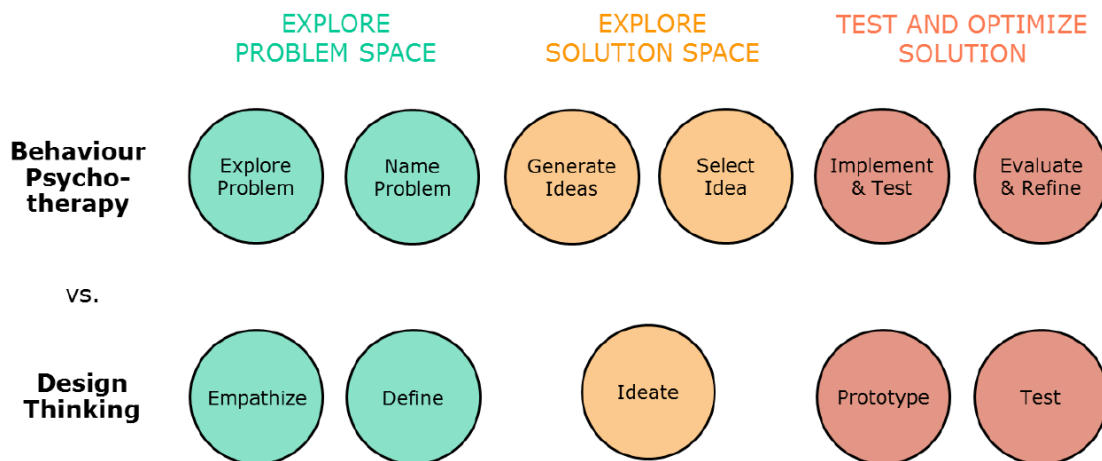 EXPLORE
PROBLEM SPACE
EXPLORE
SOLUTION SPACE
TEST AND OPTIMIZE
SOLUTION
Behaviour
Psycho-
therapy
Explore
Problem
Name
Problem
Generate
Ideas
Select
Idea
Implement
& Test
Evaluate
& Refine
vs.
Design
Thinking
Empathize
Define
Ideate
Prototype
Test